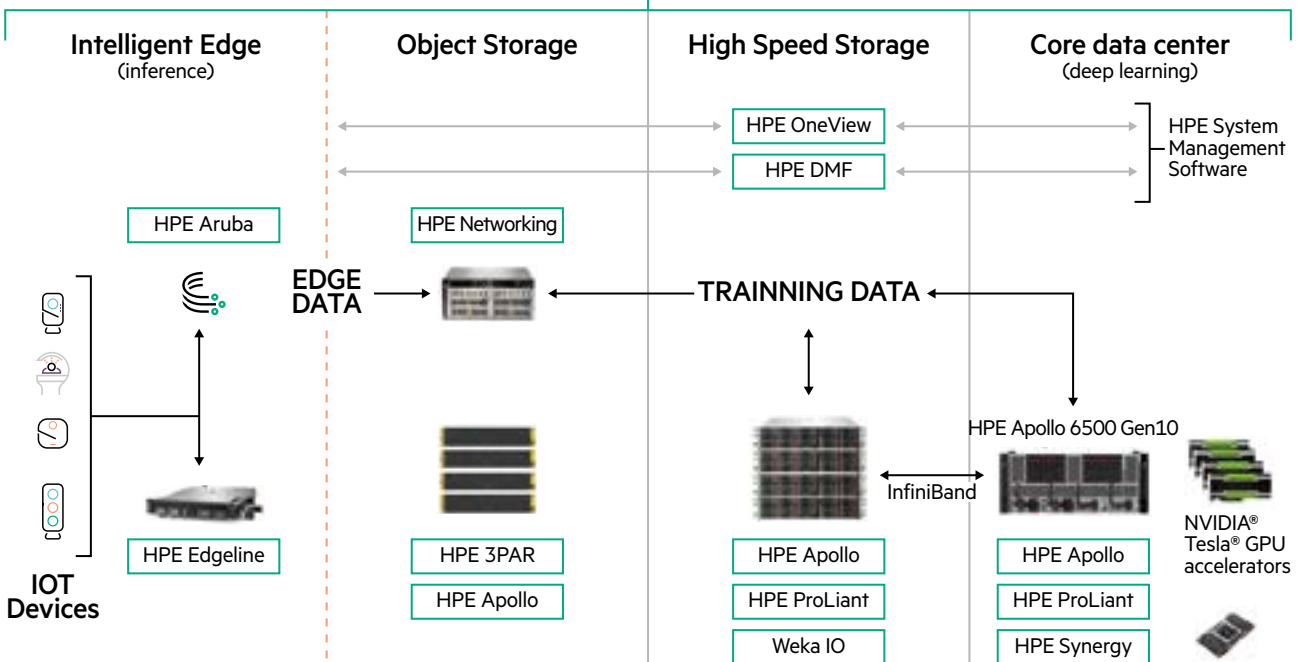 Intelligent Edge
(inference)
Object Storage
High Speed Storage
Core data center
(deep learning)
HPE OneView
HPE DMF
HPE System
Management
Software
HPE Aruba
HPE Networking
EDGE
DATA
TRAINNING DATA
HPE Apollo 6500 Gen10
InfiniBand
NVIDIA®
Tesla® GPU
accelerators
IOT
Devices
HPE Edgeline
HPE 3PAR
HPE Apollo
HPE Apollo
HPE ProLiant
Weka IO
HPE Apollo
HPE ProLiant
HPE Synergy